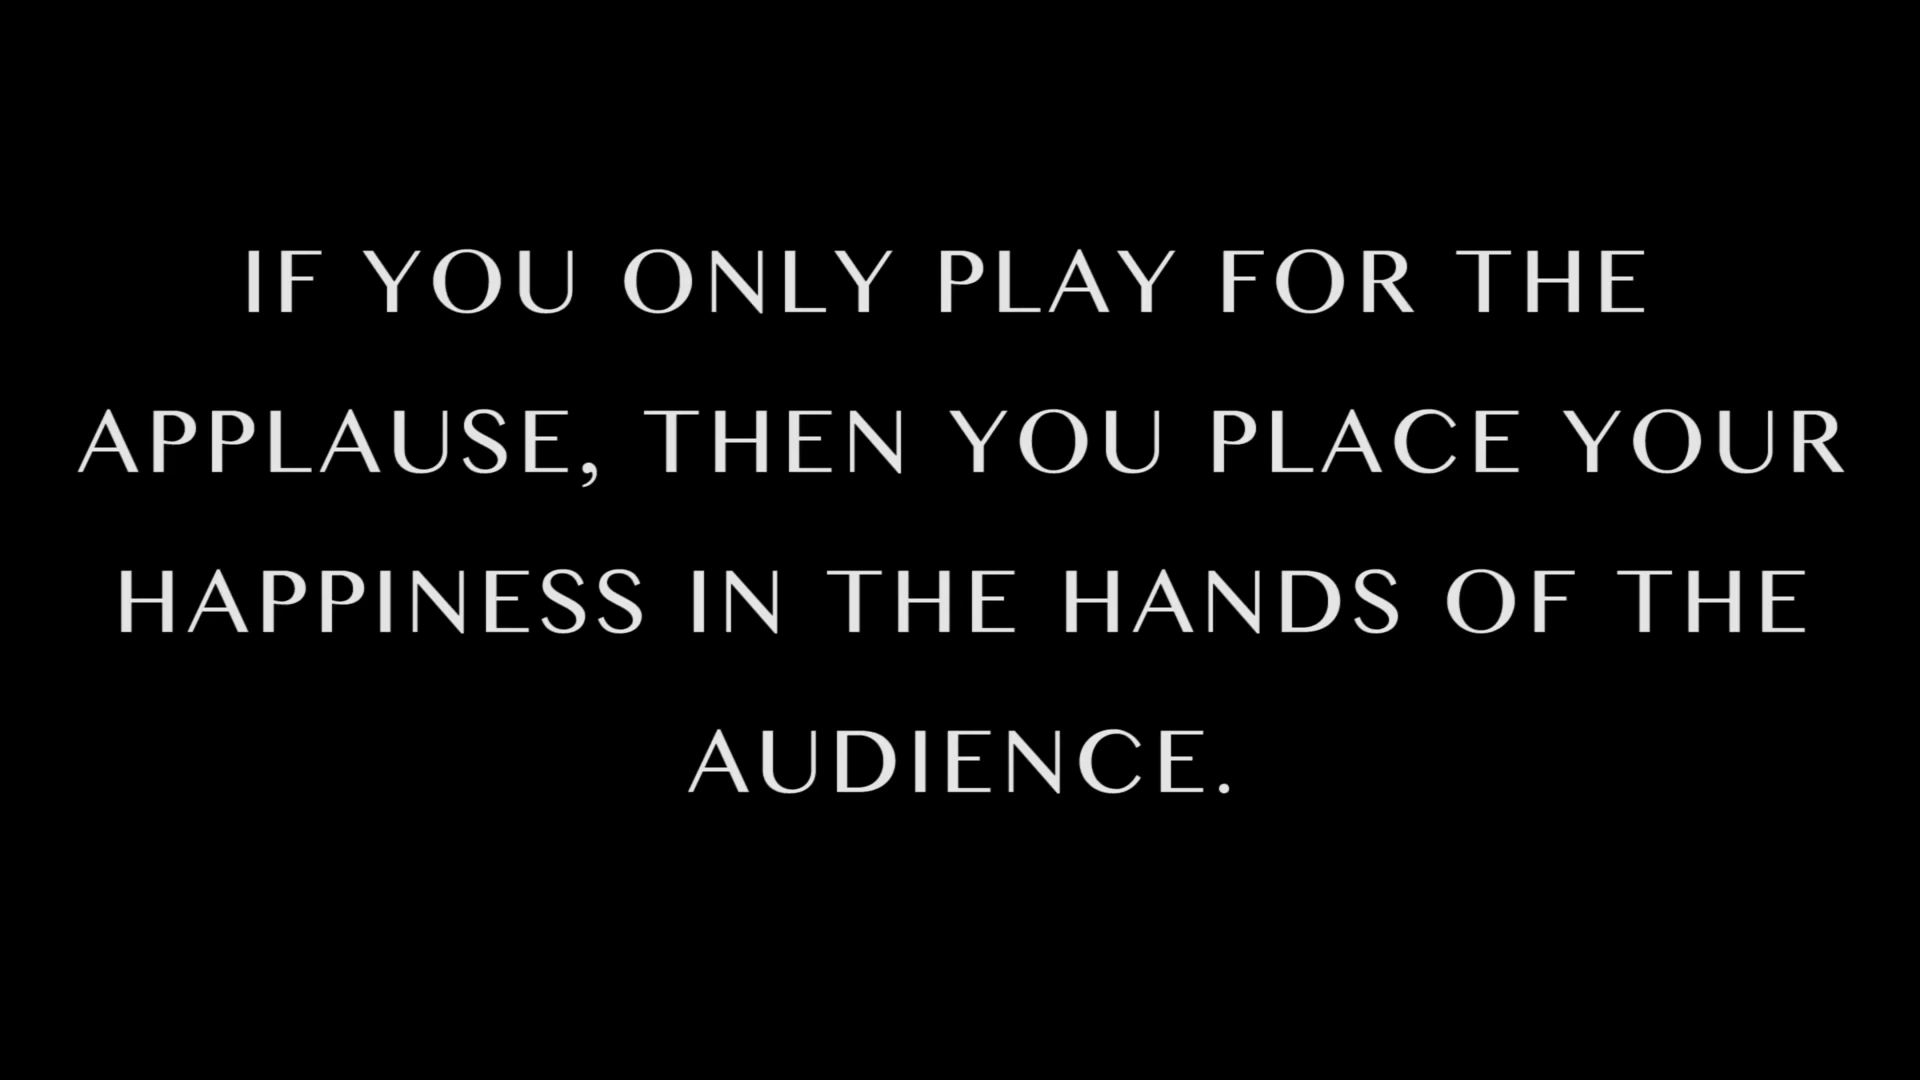 IF YOU ONLY PLAY FOR THE
APPLAUSE, THEN YOU PLACE YOUR
HAPPINESS IN THE HANDS OF THE
AUDIENCE.